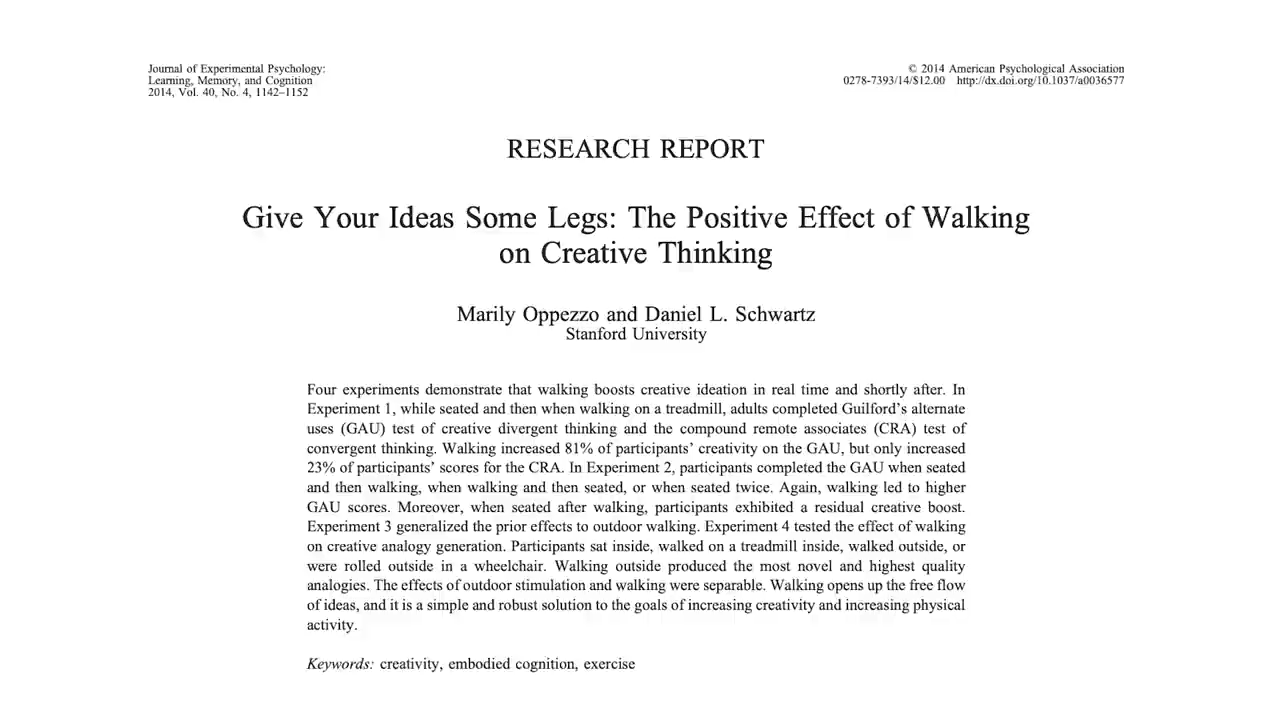 Journal of Experimental Psychology:
Learning, Memory, and Cognition
2014, Vol. 40, No. 4, 1142–1152
© 2014 American Psychological Association
0278-7393/14/$12.00 http://dx.doi.org/10.1037/a0036577
RESEARCH REPORT
Give Your Ideas Some Legs: The Positive Effect of Walking
on Creative Thinking
Marily Oppezzo and Daniel L. Schwartz
Stanford University
Four experiments demonstrate that walking boosts creative ideation in real time and shortly after. In
Experiment 1, while seated and then when walking on a treadmill, adults completed Guilford’s alternate
uses (GAU) test of creative divergent thinking and the compound remote associates (CRA) test of
convergent thinking. Walking increased 81% of participants’ creativity on the GAU, but only increased
23% of participants’ scores for the CRA. In Experiment 2, participants completed the GAU when seated
and then walking, when walking and then seated, or when seated twice. Again, walking led to higher
GAU scores. Moreover, when seated after walking, participants exhibited a residual creative boost.
Experiment 3 generalized the prior effects to outdoor walking. Experiment 4 tested the effect of walking
on creative analogy generation. Participants sat inside, walked on a treadmill inside, walked outside, or
were rolled outside in a wheelchair. Walking outside produced the most novel and highest quality
analogies. The effects of outdoor stimulation and walking were separable. Walking opens up the free flow
of ideas, and it is a simple and robust solution to the goals of increasing creativity and increasing physical
activity.
Keywords: creativity, embodied cognition, exercise